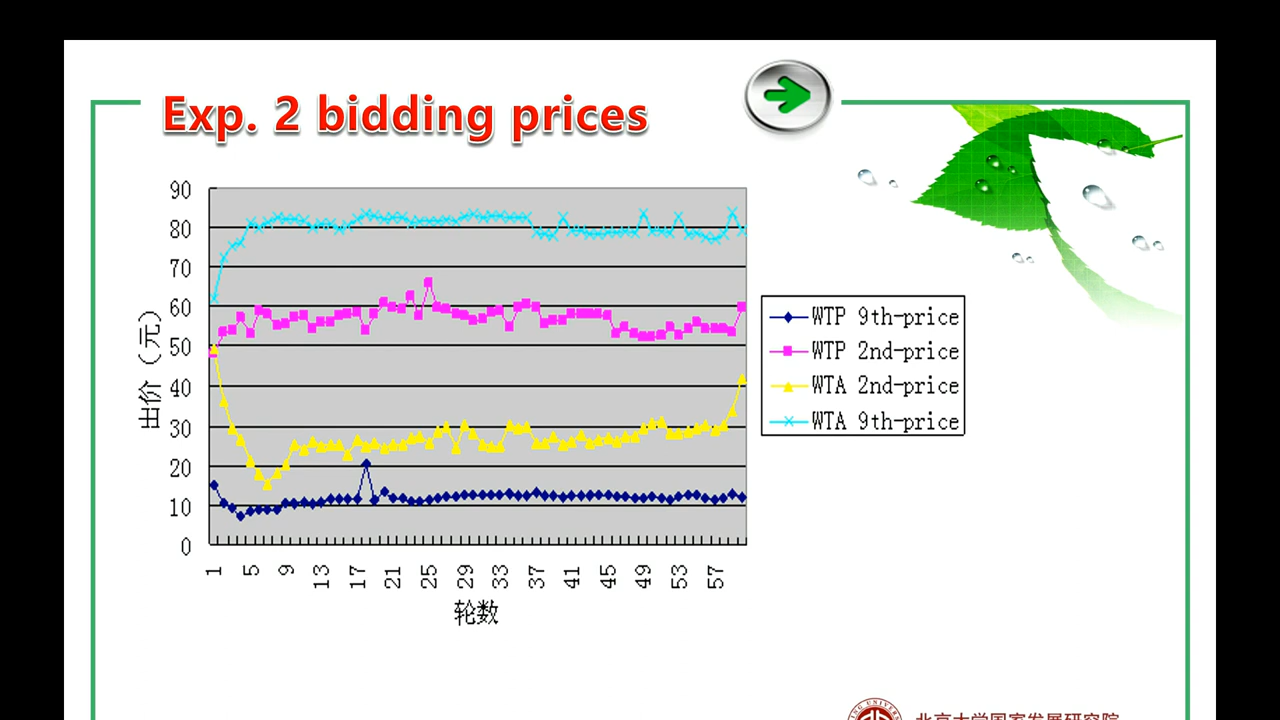 Exp. 2 bidding prices
90
80
70
60
50
40
30
20
10
0
出价（元）
1 5 9 13 17 21 25 29 33 37 41 45 49 53 57
轮数
WTP 9th-price
WTP 2nd-price
WTA 2nd-price
WTA 9th-price
北京大学国家发展研究院